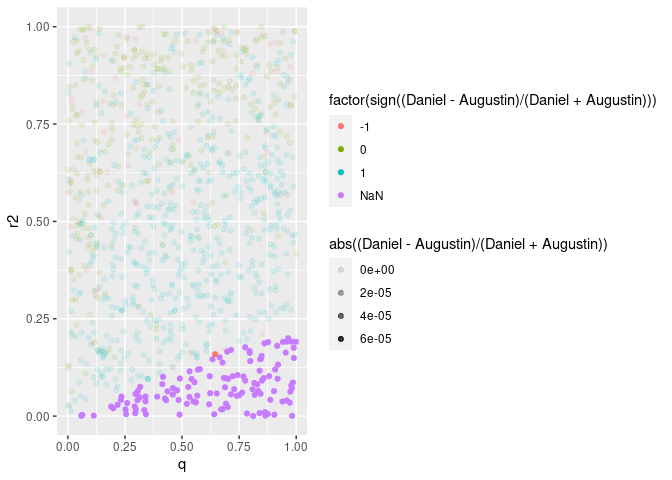 1.00
0.75
0.50
0.25
0.00
r2
0.00
0.25
0.50
0.75
1.00
q
factor(sign((Daniel - Augustin)/(Daniel + Augustin)))
-1
0
1
NaN
abs((Daniel - Augustin)/(Daniel + Augustin))
0e+00
2e-05
4e-05
6e-05